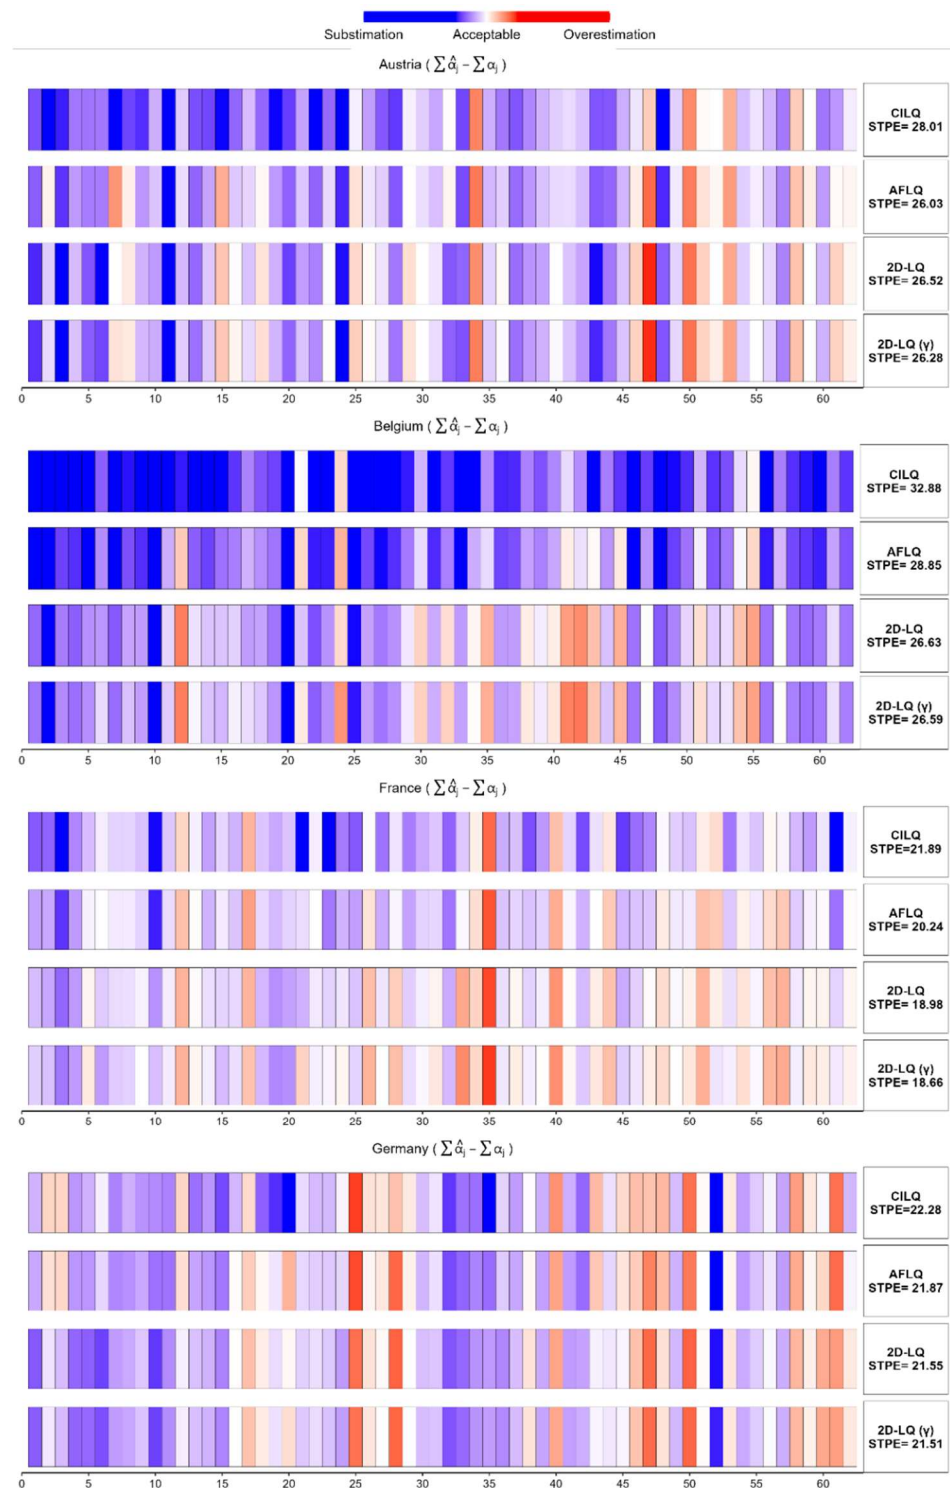 Substimation Acceptable Overestimation
Austria ( ∑ α̂ⱼ − ∑ αⱼ )
CILQ
STPE= 28.01
AFLQ
STPE= 26.03
2D-LQ
STPE= 26.52
2D-LQ (γ)
STPE= 26.28
0 5 10 15 20 25 30 35 40 45 50 55 60
Belgium ( ∑ α̂ⱼ − ∑ αⱼ )
CILQ
STPE= 32.88
AFLQ
STPE= 28.85
2D-LQ
STPE= 26.63
2D-LQ (γ)
STPE= 26.59
0 5 10 15 20 25 30 35 40 45 50 55 60
France ( ∑ α̂ⱼ − ∑ αⱼ )
CILQ
STPE=21.89
AFLQ
STPE= 20.24
2D-LQ
STPE= 18.98
2D-LQ (γ)
STPE= 18.66
0 5 10 15 20 25 30 35 40 45 50 55 60
Germany ( ∑ α̂ⱼ − ∑ αⱼ )
CILQ
STPE=22.28
AFLQ
STPE= 21.87
2D-LQ
STPE= 21.55
2D-LQ (γ)
STPE= 21.51
0 5 10 15 20 25 30 35 40 45 50 55 60